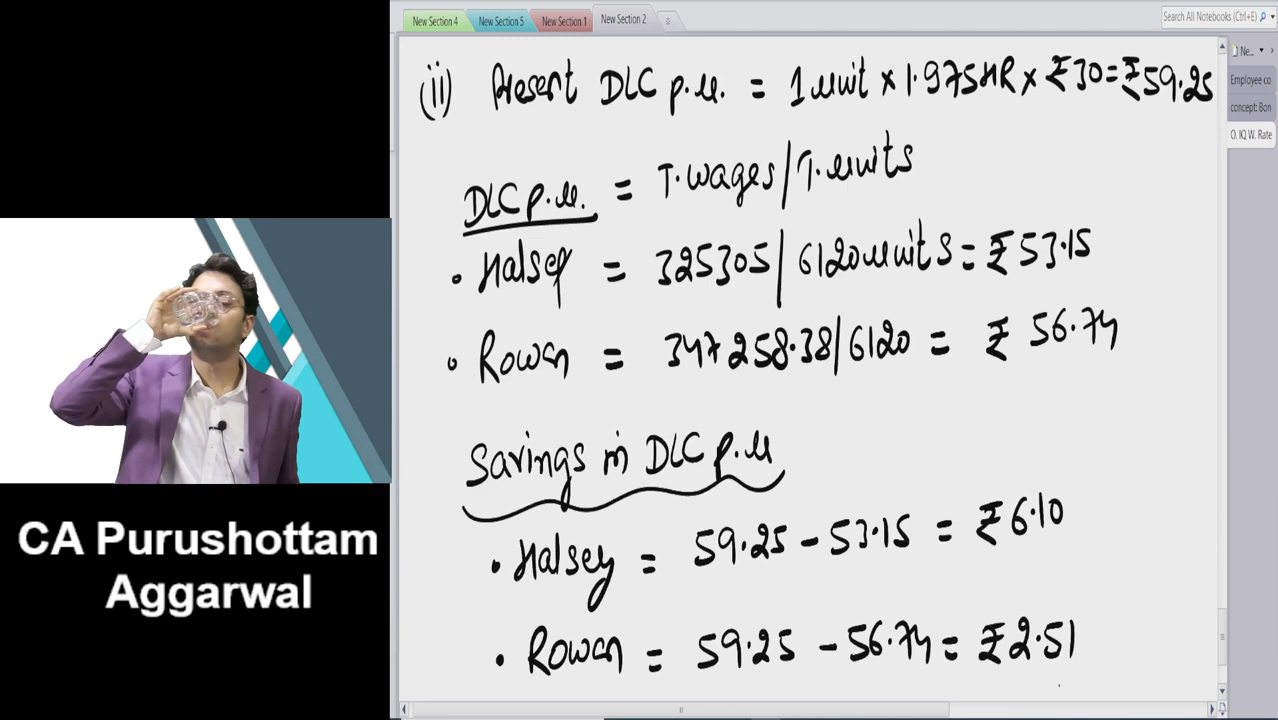 New Section 4
New Section 5
New Section 1
New Section 2
Search All Notebooks (Ctrl+E)
Ne...
Employee co
concept: Bon
O. IQ W. Rate
(ii) Present DLC p.u. = 1 unit × 1.975HR × ₹30 = ₹59.25
DLC p.u. = T.wages/T.units
• Halsey = 325305/6120 units = ₹53.15
• Rowan = 347258.38/6120 = ₹56.74
Savings in DLC p.u
• Halsey = 59.25 - 53.15 = ₹6.10
• Rowan = 59.25 - 56.74 = ₹2.51
CA Purushottam
Aggarwal